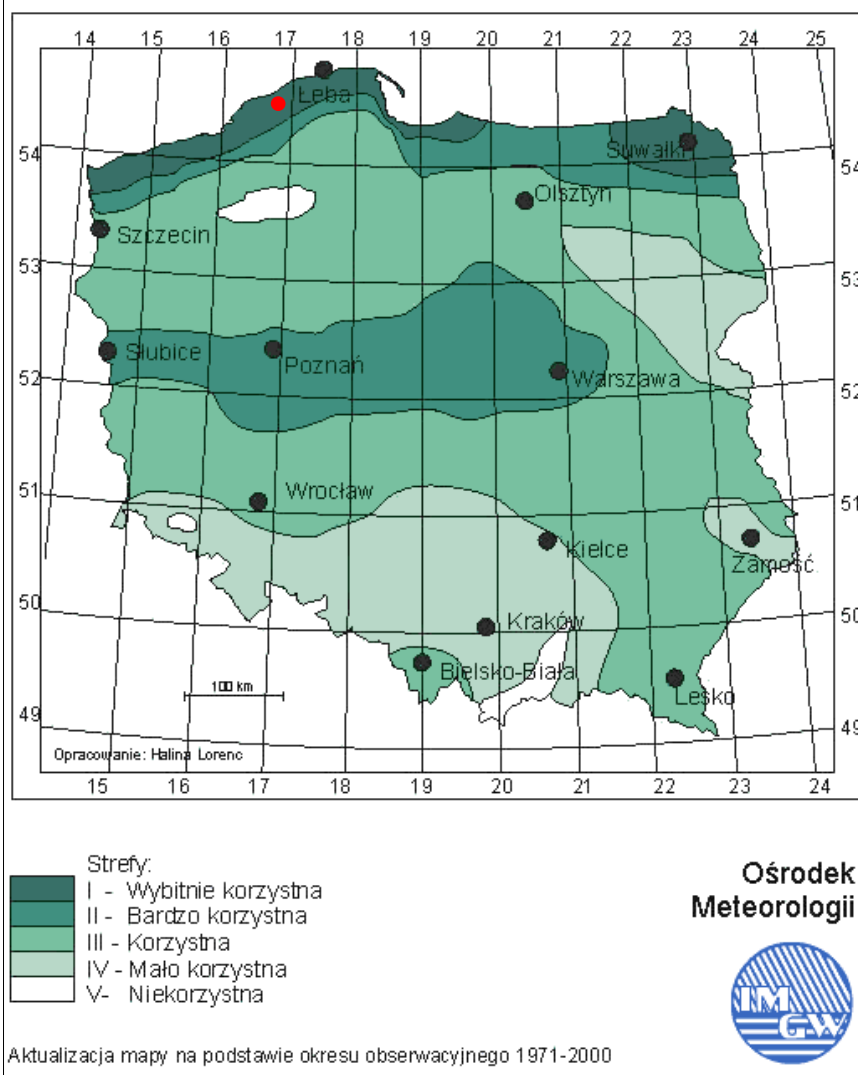 14 15 16 17 18 19 20 21 22 23 24 25
Łeba
54 Suwałki 54
Olsztyn
Szczecin
53 53
Słubice Poznań Warszawa
52 52
51 Wrocław 51
Kielce Zamość
50 Kraków 50
Bielsko-Biała
100 km Lesko
49 49
Opracowanie: Halina Lorenc
15 16 17 18 19 20 21 22 23 24
Strefy:
I - Wybitnie korzystna
II - Bardzo korzystna
III - Korzystna
IV - Mało korzystna
V- Niekorzystna
Ośrodek
Meteorologii
IM
GW
Aktualizacja mapy na podstawie okresu obserwacyjnego 1971-2000